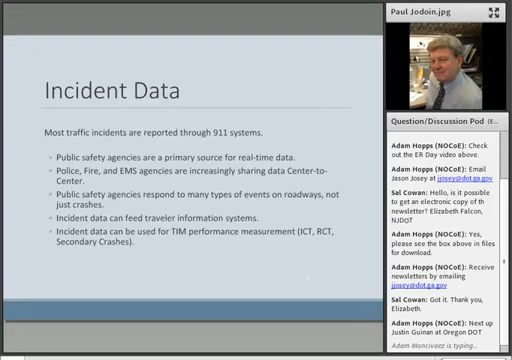 Incident Data
Most traffic incidents are reported through 911 systems.
Public safety agencies are a primary source for real-time data.
Police, Fire, and EMS agencies are increasingly sharing data Center-to-
Center.
Public safety agencies respond to many types of events on roadways, not
just crashes.
Incident data can feed traveler information systems.
Incident data can be used for TIM performance measurement (ICT, RCT,
Secondary Crashes).
Paul Jodoin.jpg
Question/Discussion Pod (E...
Adam Hopps (NOCoE): Check
out the ER Day video above.
Adam Hopps (NOCoE): Email
Jason Josey at jjosey@dot.ga.gov
Sal Cowan: Hello, is it possible
to get an electronic copy of th
newsletter? Elizabeth Falcon,
NJDOT
Adam Hopps (NOCoE): Yes,
please see the box above in files
for download.
Adam Hopps (NOCoE): Receive
newsletters by emailing
jjosey@dot.ga.gov
Sal Cowan: Got it. Thank you,
Elizabeth.
Adam Hopps (NOCoE): Next up
Justin Guinan at Oregon DOT
Adam Mancivaez is typing...